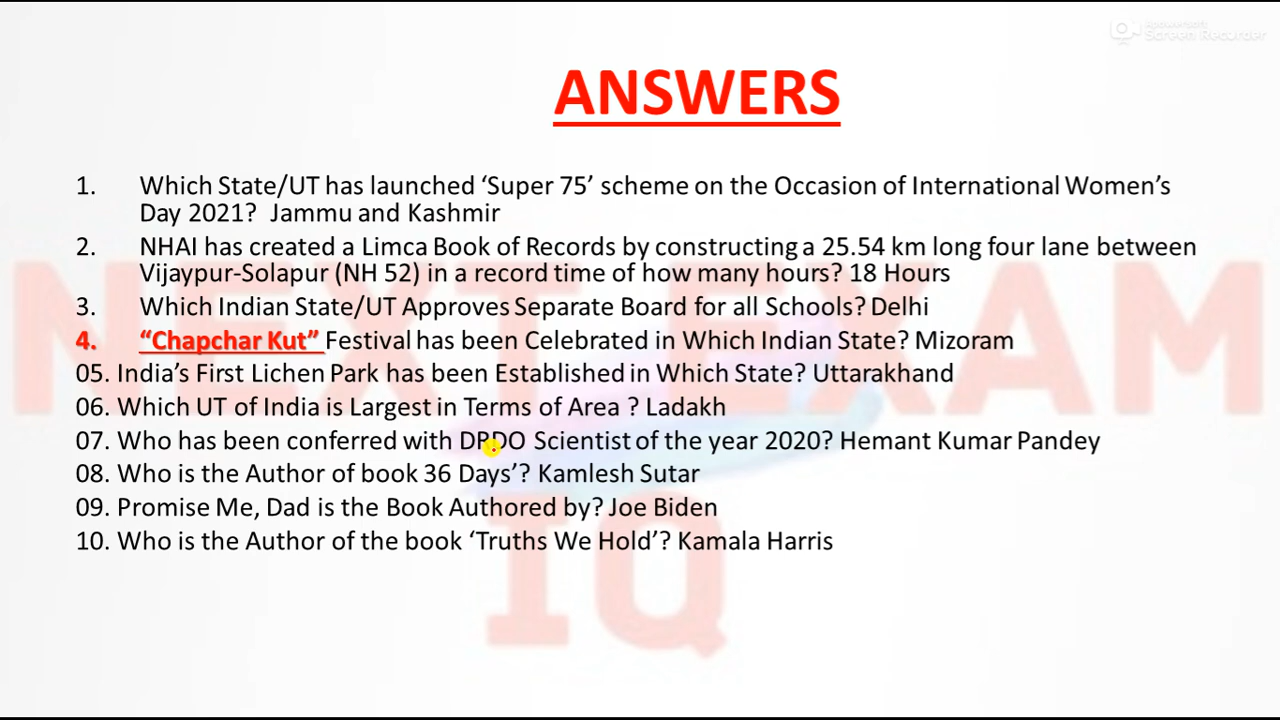 Apowersoft
Screen Recorder
ANSWERS
1. Which State/UT has launched ‘Super 75’ scheme on the Occasion of International Women’s
Day 2021? Jammu and Kashmir
2. NHAI has created a Limca Book of Records by constructing a 25.54 km long four lane between
Vijaypur-Solapur (NH 52) in a record time of how many hours? 18 Hours
3. Which Indian State/UT Approves Separate Board for all Schools? Delhi
4. “Chapchar Kut” Festival has been Celebrated in Which Indian State? Mizoram
05. India’s First Lichen Park has been Established in Which State? Uttarakhand
06. Which UT of India is Largest in Terms of Area ? Ladakh
07. Who has been conferred with DRDO Scientist of the year 2020? Hemant Kumar Pandey
08. Who is the Author of book 36 Days’? Kamlesh Sutar
09. Promise Me, Dad is the Book Authored by? Joe Biden
10. Who is the Author of the book ‘Truths We Hold’? Kamala Harris
NEXT EXAM
IQ